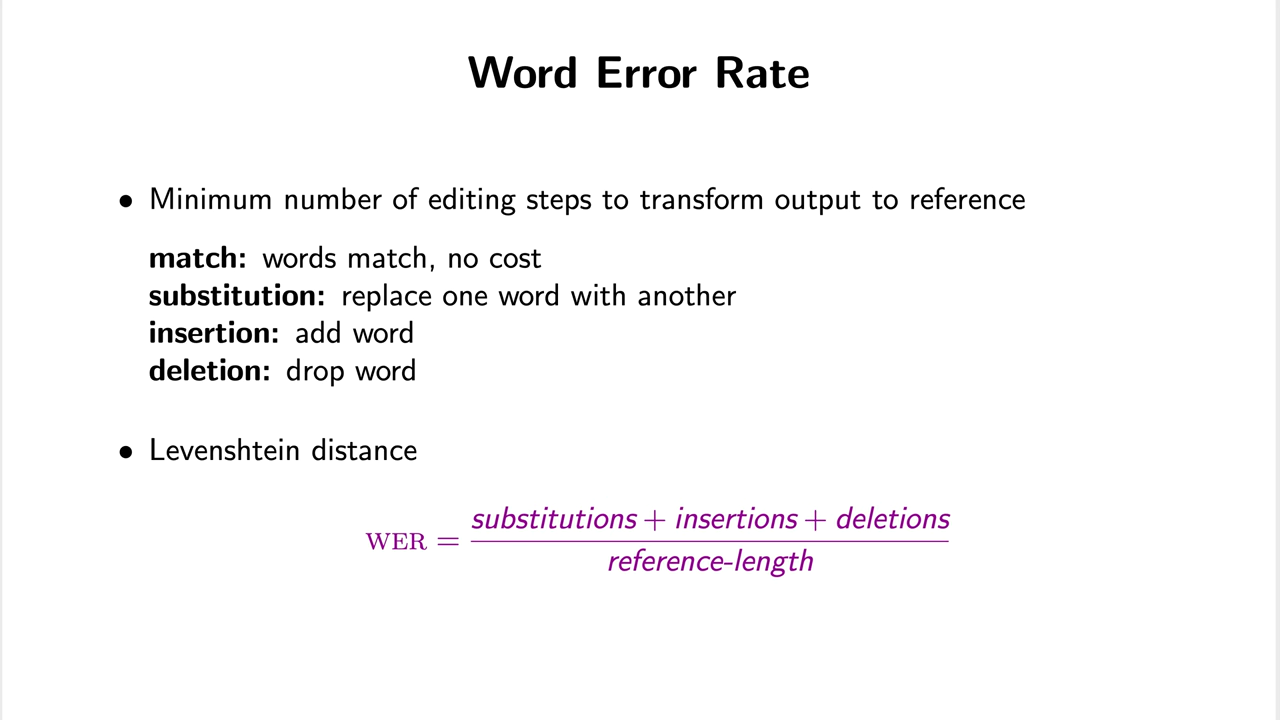 Word Error Rate
• Minimum number of editing steps to transform output to reference
match: words match, no cost
substitution: replace one word with another
insertion: add word
deletion: drop word
• Levenshtein distance
WER = substitutions + insertions + deletions
reference-length